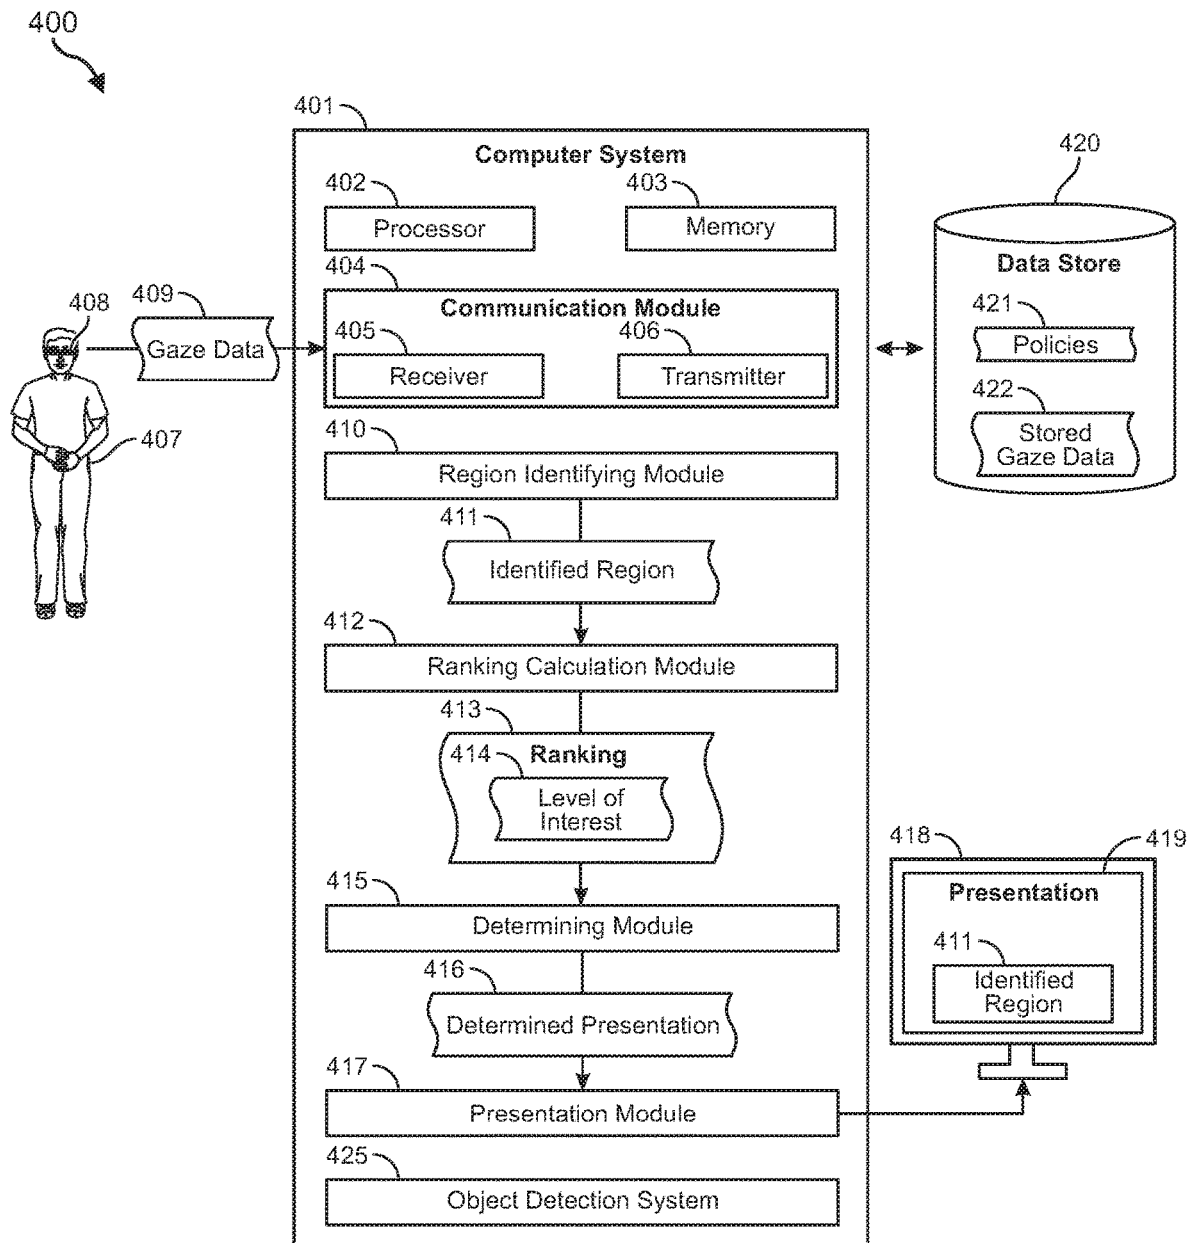 400
401
Computer System
402
Processor
403
Memory
404
Communication Module
405
Receiver
406
Transmitter
408
409
Gaze Data
407
420
Data Store
421
Policies
422
Stored
Gaze Data
410
Region Identifying Module
411
Identified Region
412
Ranking Calculation Module
413
Ranking
414
Level of
Interest
415
Determining Module
416
Determined Presentation
417
Presentation Module
425
Object Detection System
418
419
Presentation
411
Identified
Region